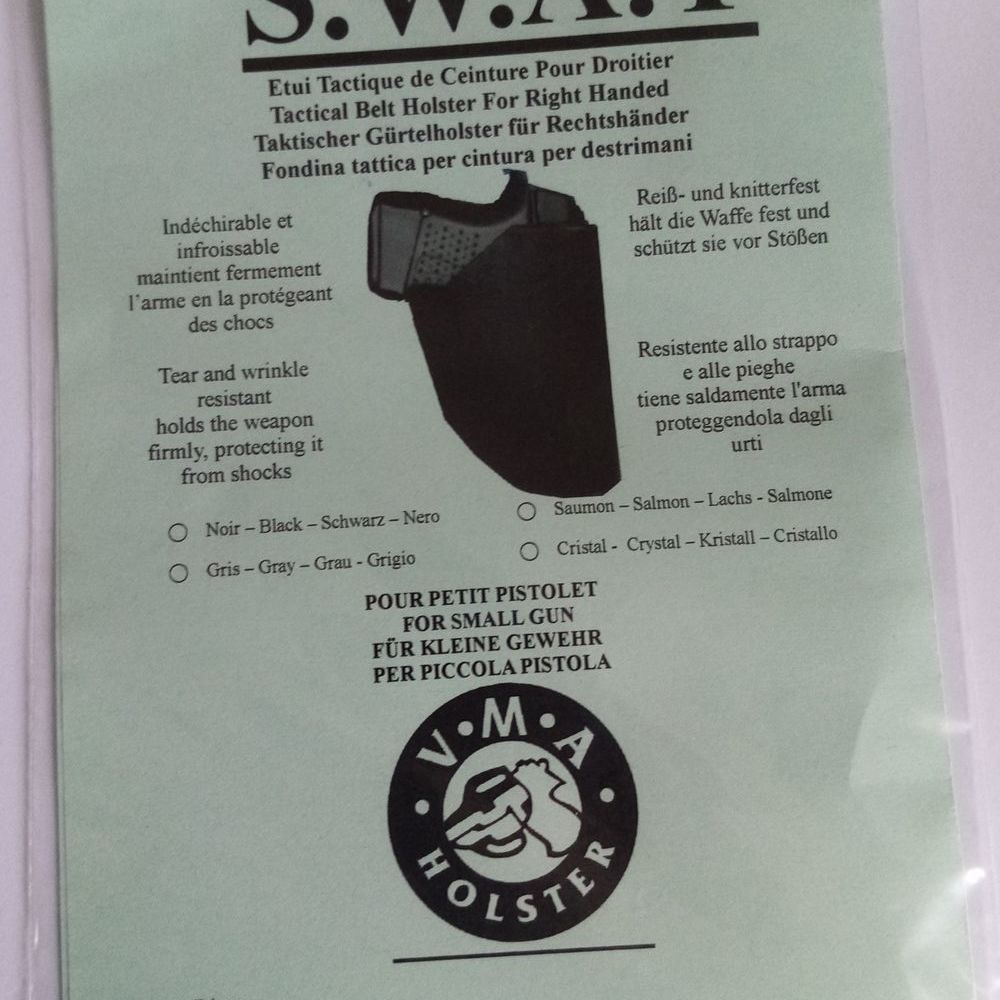 S.W.A.T
Etui Tactique de Ceinture Pour Droitier
Tactical Belt Holster For Right Handed
Taktischer Gürtelholster für Rechtshänder
Fondina tattica per cintura per destrimani
Indéchirable et
infroissable
maintient fermement
l'arme en la protégeant
des chocs
Tear and wrinkle
resistant
holds the weapon
firmly, protecting it
from shocks
Reiß- und knitterfest
hält die Waffe fest und
schützt sie vor Stößen
Resistente allo strappo
e alle pieghe
tiene saldamente l'arma
proteggendola dagli
urti
Noir – Black – Schwarz – Nero
Gris – Gray – Grau - Grigio
Saumon – Salmon – Lachs - Salmone
Cristal - Crystal – Kristall – Cristallo
POUR PETIT PISTOLET
FOR SMALL GUN
FÜR KLEINE GEWEHR
PER PICCOLA PISTOLA
V•M•A
HOLSTER